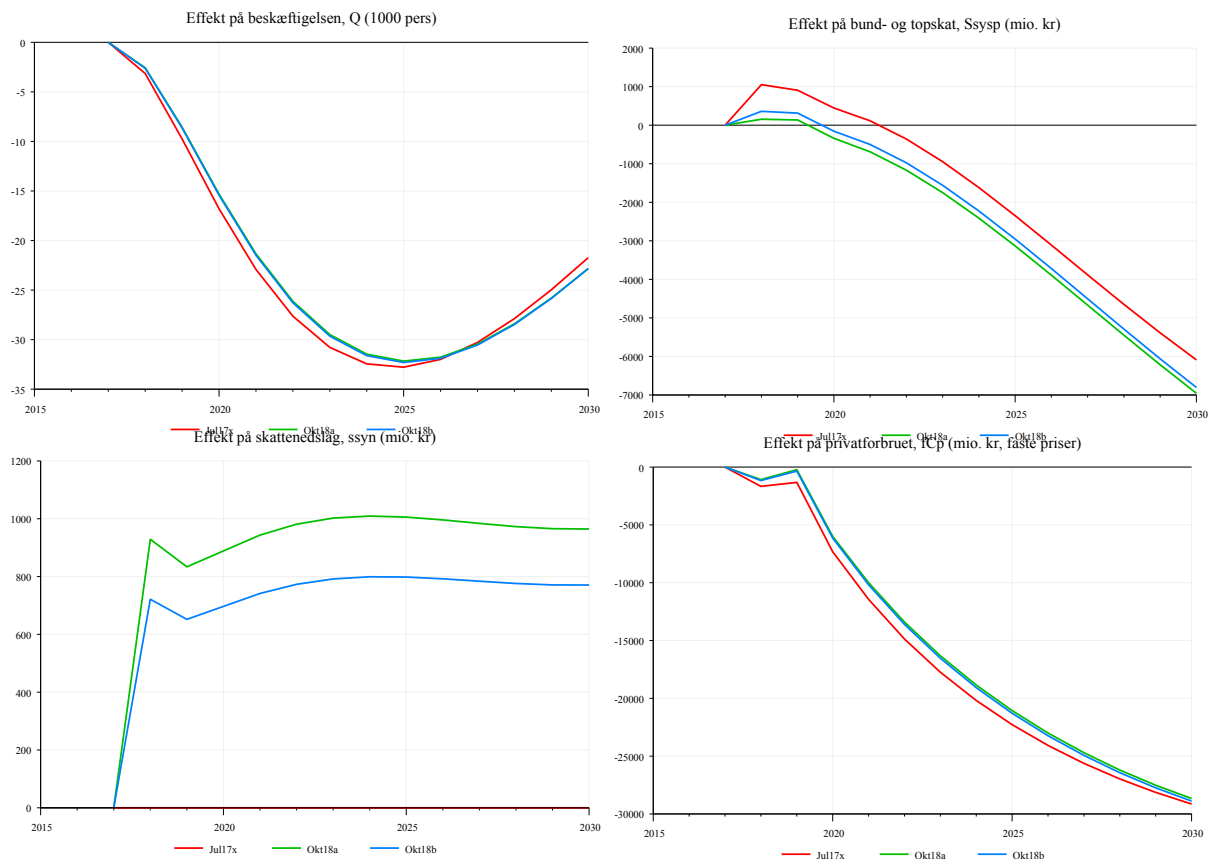 Effekt på beskæftigelsen, Q (1000 pers)
0
-5
-10
-15
-20
-25
-30
-35
2015 2020 2025 2030
Jul17x Okt18a Okt18b
Effekt på bund- og topskat, Ssysp (mio. kr)
2000
1000
0
-1000
-2000
-3000
-4000
-5000
-6000
-7000
2015 2020 2025 2030
Jul17x Okt18a Okt18b
Effekt på skattenedslag, ssyn (mio. kr)
1200
1000
800
600
400
200
0
2015 2020 2025 2030
Jul17x Okt18a Okt18b
Effekt på privatforbruet, fCp (mio. kr, faste priser)
0
-5000
-10000
-15000
-20000
-25000
-30000
2015 2020 2025 2030
Jul17x Okt18a Okt18b